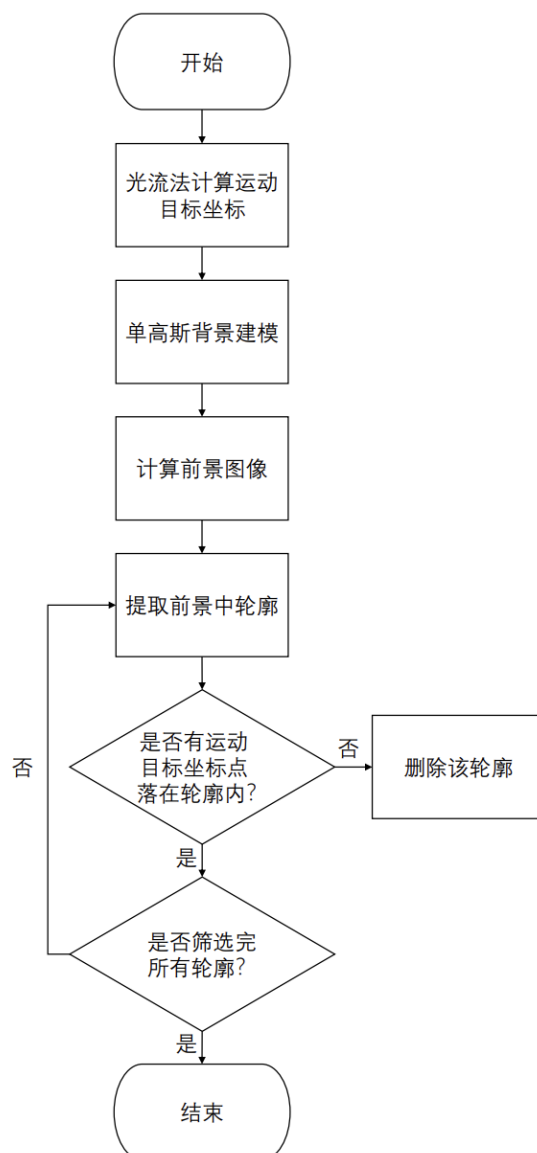 开始
光流法计算运动
目标坐标
单高斯背景建模
计算前景图像
提取前景中轮廓
是否有运动
目标坐标点
落在轮廓内?
否
删除该轮廓
否
是
是否筛选完
所有轮廓?
是
结束